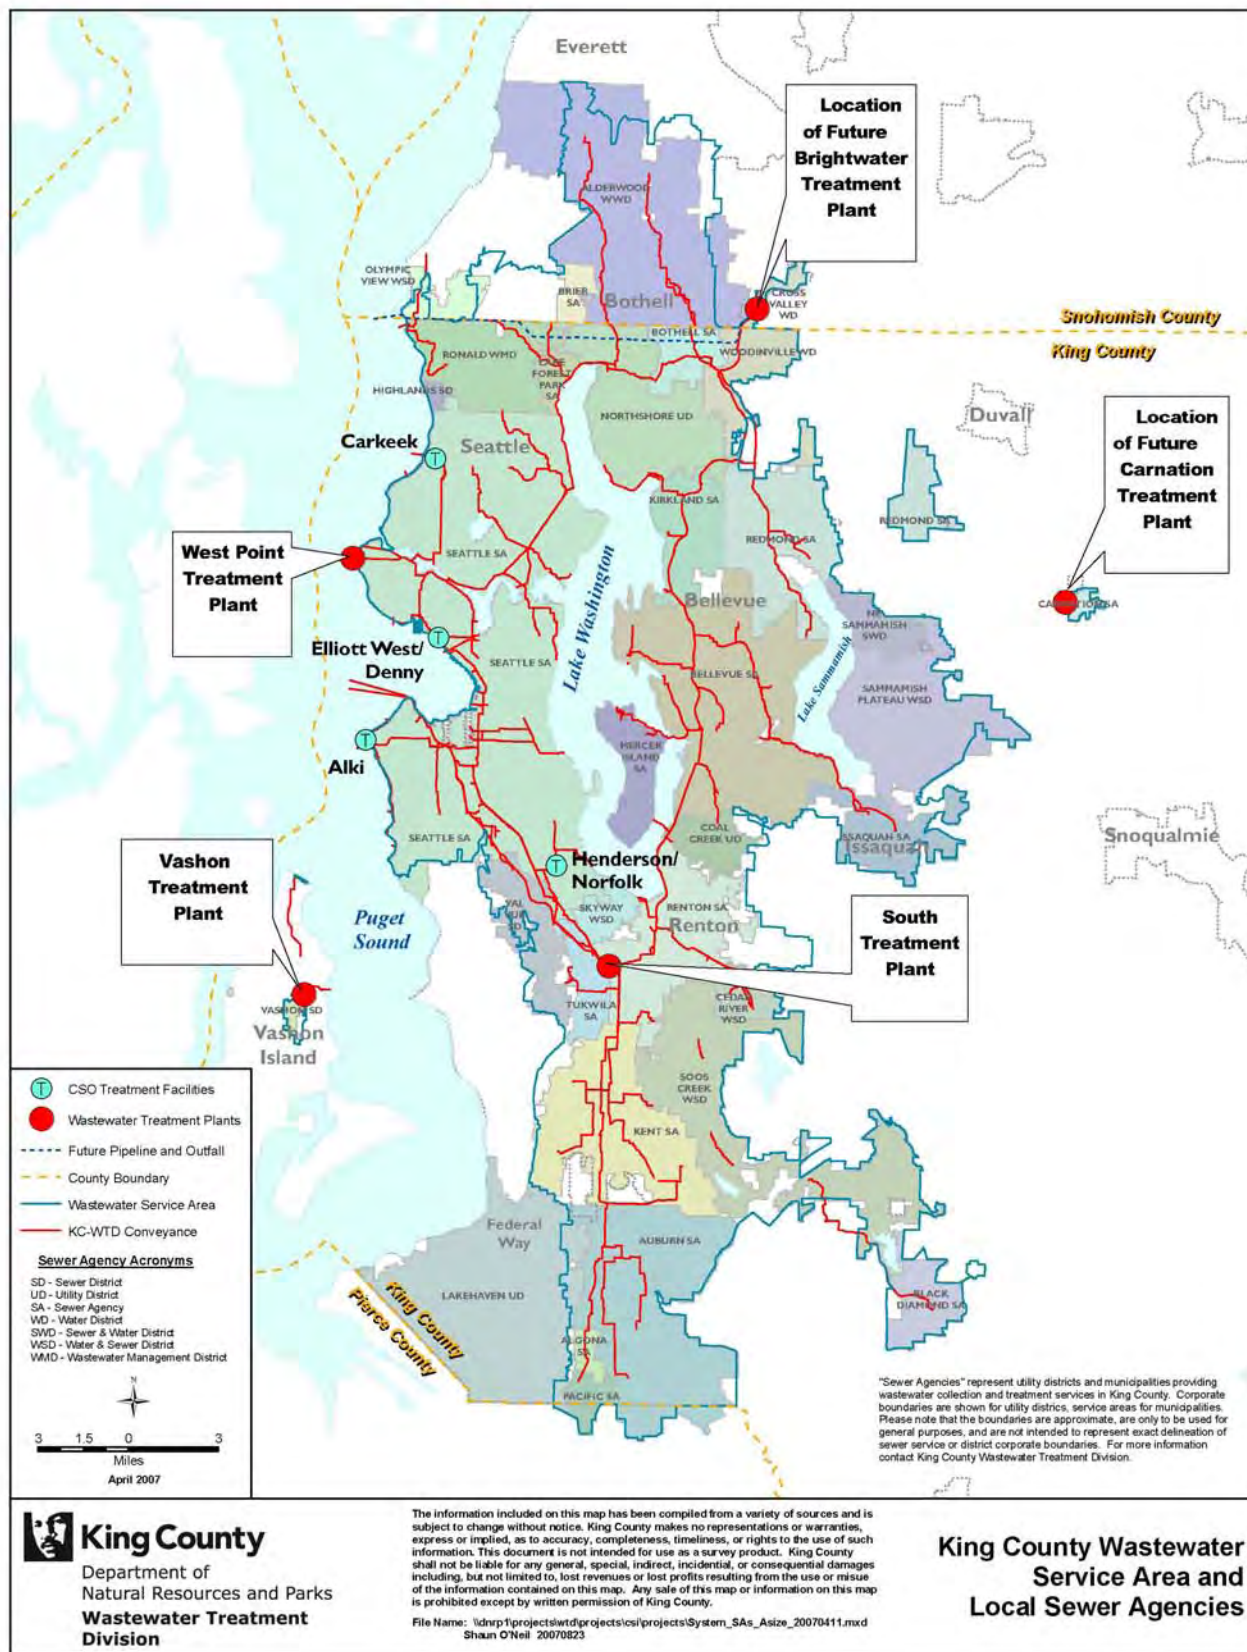 Everett
Location
of Future
Brightwater
Treatment
Plant
ALDERWOOD
WWD
OLYMPIC
VIEW WSD
BRIER
SA
Bothell
CROSS
VALLEY
WD
Snohomish County
King County
BOTHELL SA
WOODINVILLE WD
RONALD WMD
LAKE
FOREST
PARK
SA
HIGHLANDS SD
NORTHSHORE UD
Duvall
Location
of Future
Carnation
Treatment
Plant
Carkeek
T
Seattle
KIRKLAND SA
REDMOND SA
REDMOND SA
West Point
Treatment
Plant
SEATTLE SA
Lake Washington
Bellevue
CARNATION SA
NE
SAMMAMISH
SWD
Elliott West/
Denny
T
SEATTLE SA
BELLEVUE SA
Lake Sammamish
SAMMAMISH
PLATEAU WSD
Alki
T
MERCER
ISLAND
SA
SEATTLE SA
COAL
CREEK UD
ISSAQUAH SA
Issaquah
Snoqualmie
Vashon
Treatment
Plant
T
Henderson/
Norfolk
Puget
Sound
VAL
VUE
SD
SKYWAY
WSD
RENTON SA
Renton
South
Treatment
Plant
VASHON SD
Vashon
Island
TUKWILA
SA
CEDAR
RIVER
WSD
SOOS
CREEK
WSD
KENT SA
Federal
Way
AUBURN SA
LAKEHAVEN UD
King County
Pierce County
BLACK
DIAMOND SA
ALGONA
SA
PACIFIC SA
T CSO Treatment Facilities
Wastewater Treatment Plants
Future Pipeline and Outfall
County Boundary
Wastewater Service Area
KC-WTD Conveyance
Sewer Agency Acronyms
SD - Sewer District
UD - Utility District
SA - Sewer Agency
WD - Water District
SWD - Sewer & Water District
WSD - Water & Sewer District
WMD - Wastewater Management District
N
3 1.5 0 3
Miles
April 2007
"Sewer Agencies" represent utility districts and municipalities providing
wastewater collection and treatment services in King County. Corporate
boundaries are shown for utility districs, service areas for municipalities.
Please note that the boundaries are approximate, are only to be used for
general purposes, and are not intended to represent exact delineation of
sewer service or district corporate boundaries. For more information
contact King County Wastewater Treatment Division.
King County
Department of
Natural Resources and Parks
Wastewater Treatment
Division
The information included on this map has been compiled from a variety of sources and is
subject to change without notice. King County makes no representations or warranties,
express or implied, as to accuracy, completeness, timeliness, or rights to the use of such
information. This document is not intended for use as a survey product. King County
shall not be liable for any general, special, indirect, incidental, or consequential damages
including, but not limited to, lost revenues or lost profits resulting from the use or misue
of the information contained on this map. Any sale of this map or information on this map
is prohibited except by written permission of King County.
File Name: \\dnrp1\projects\wtd\projects\csi\projects\System_SAs_Asize_20070411.mxd
Shaun O'Neil 20070823
King County Wastewater
Service Area and
Local Sewer Agencies